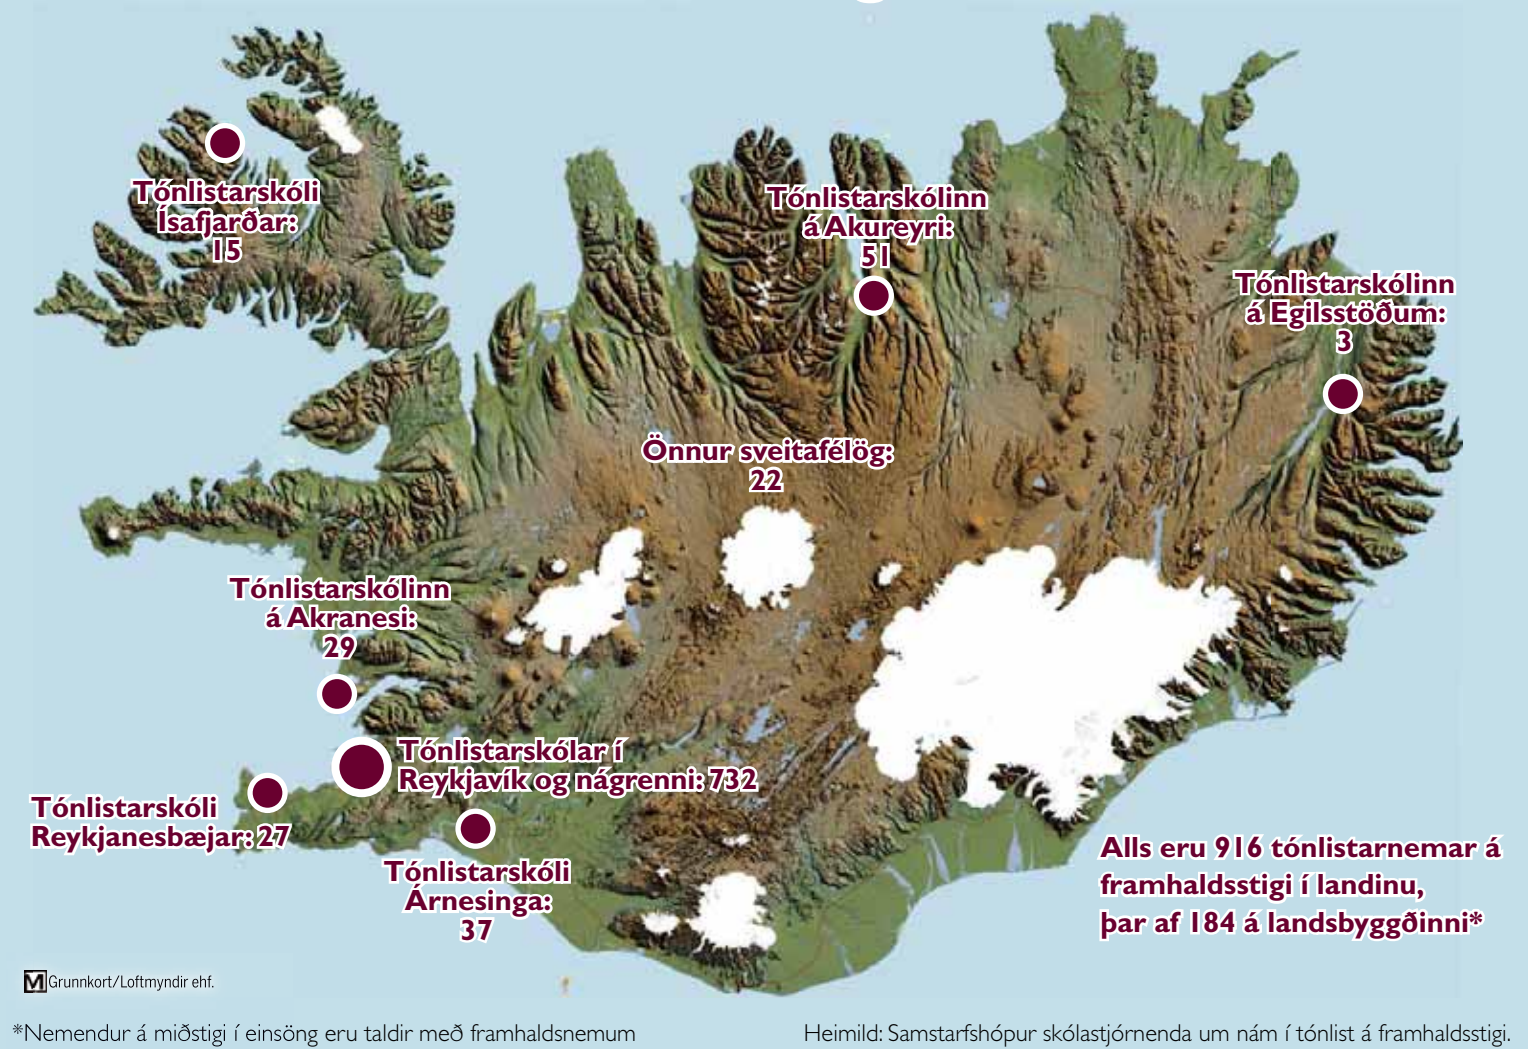 Tónlistarskóli
Ísafjarðar:
15
Tónlistarskólinn
á Akureyri:
51
Tónlistarskólinn
á Egilsstöðum:
3
Önnur sveitafélög:
22
Tónlistarskólinn
á Akranesi:
29
Tónlistarskólar í
Reykjavík og nágrenni: 732
Tónlistarskóli
Reykjanesbæjar: 27
Tónlistarskóli
Árnesinga:
37
Alls eru 916 tónlistarnemar á
framhaldsstigi í landinu,
þar af 184 á landsbyggðinni*
M Grunnkort/Loftmyndir ehf.
*Nemendur á miðstigi í einsöng eru taldir með framhaldsnemum
Heimild: Samstarfshópur skólastjórnenda um nám í tónlist á framhaldsstigi.